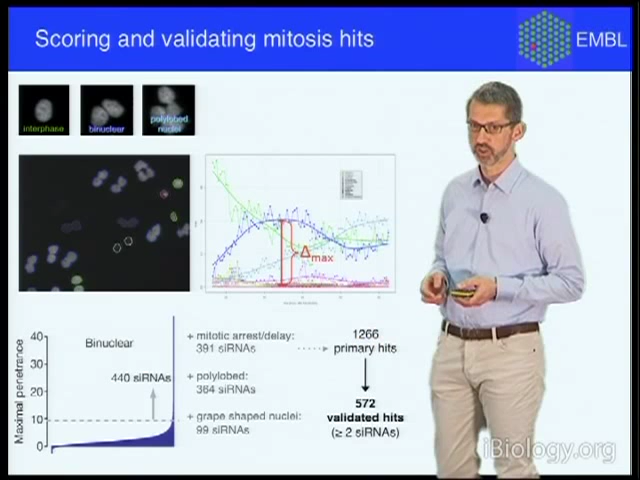 Scoring and validating mitosis hits
EMBL
interphase
binuclear
polylobed
nuclei
Δmax
Maximal penetrance
40
30
20
10
0
Binuclear
440 siRNAs
+ mitotic arrest/delay:
391 siRNAs
+ polylobed:
364 siRNAs
+ grape shaped nuclei:
99 siRNAs
1266
primary hits
572
validated hits
(≥ 2 siRNAs)
iBiology.org